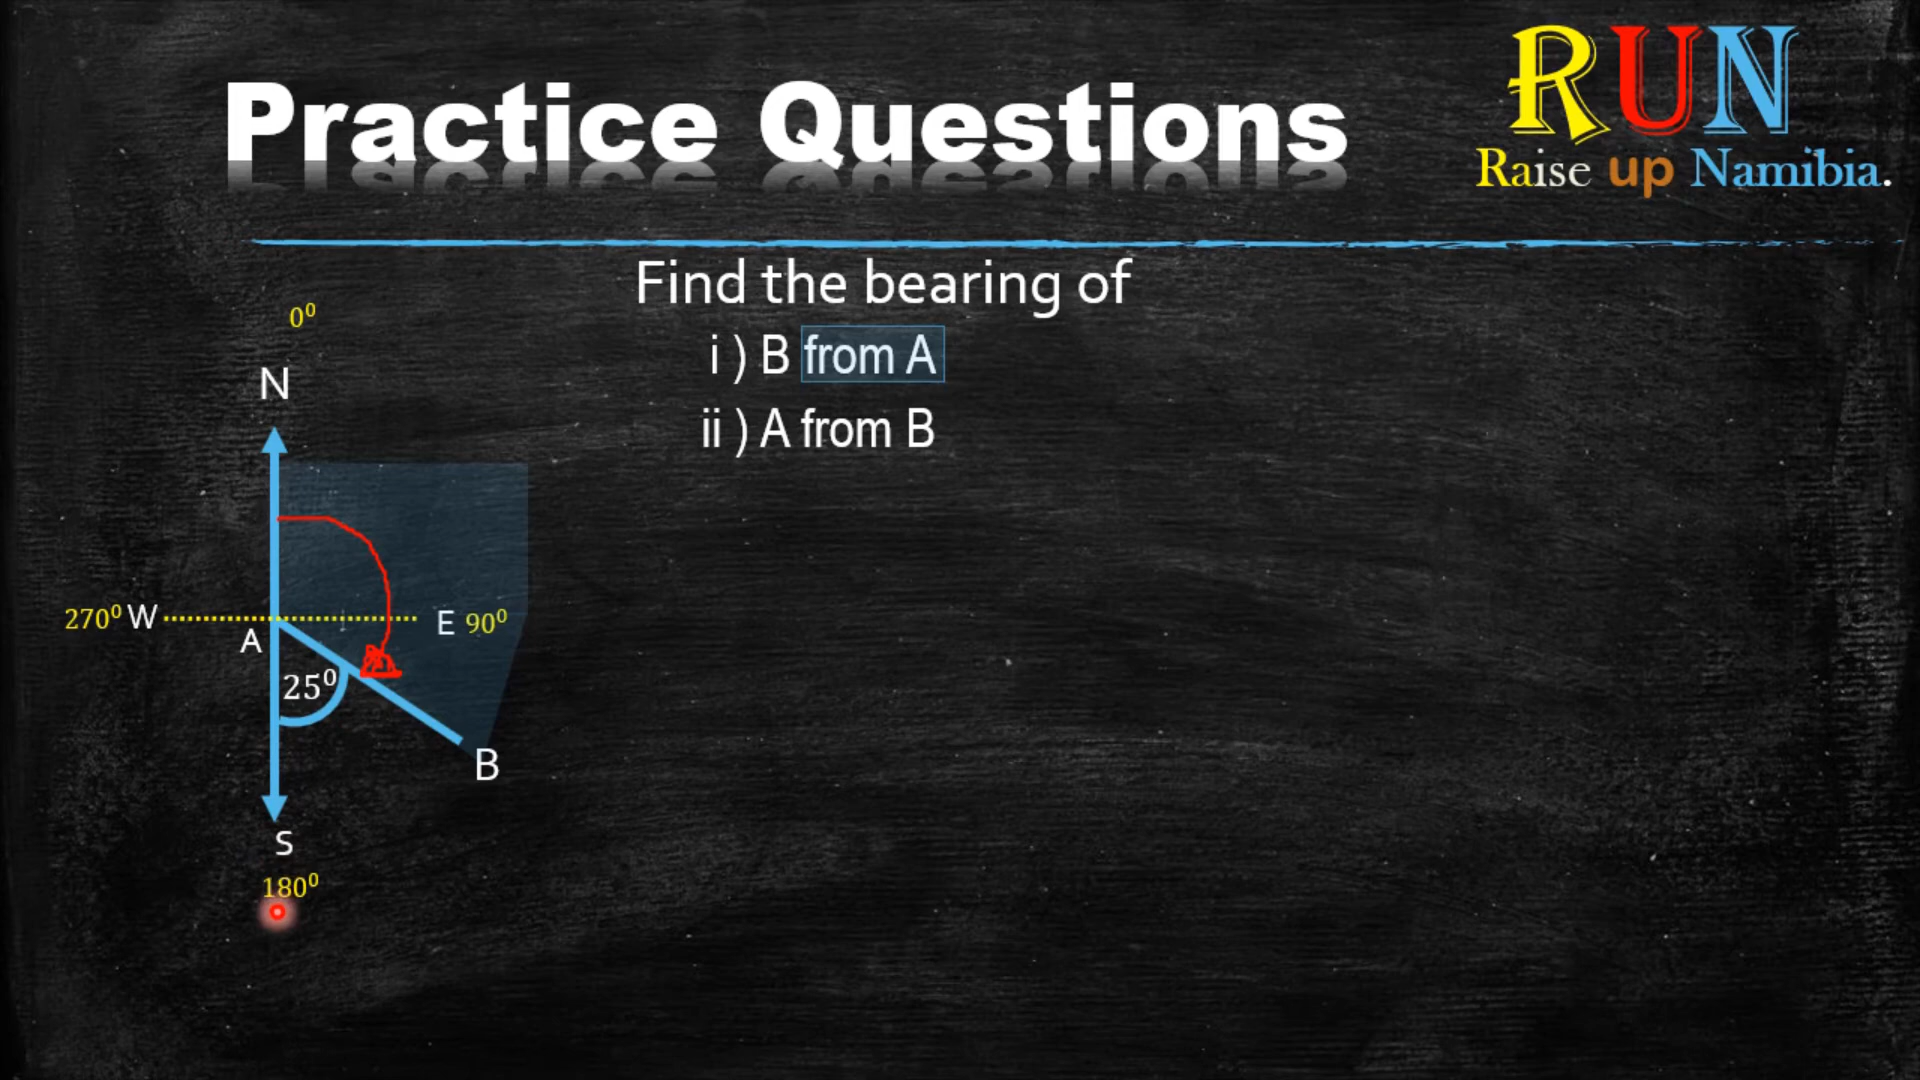 RUN
Raise up Namibia.
Practice Questions
Find the bearing of
i ) B from A
ii ) A from B
0⁰
N
270⁰ W
E 90⁰
A
25⁰
B
S
180⁰